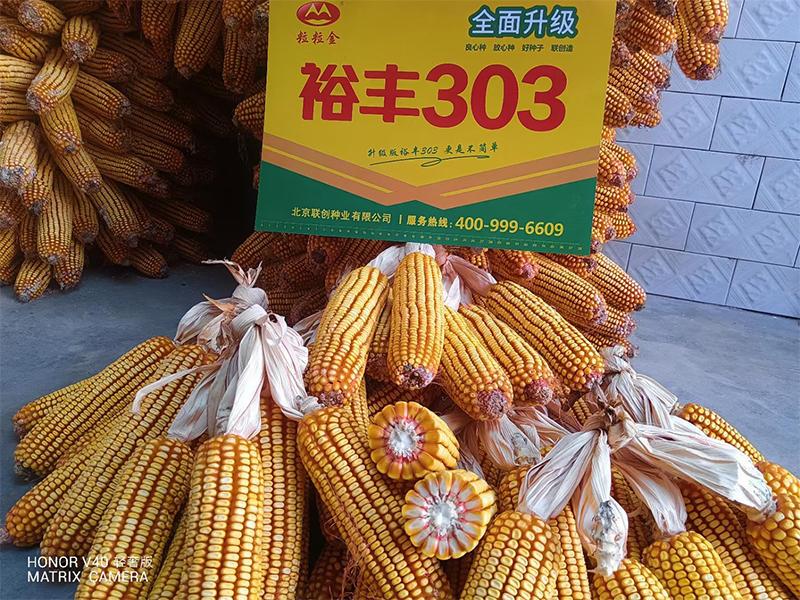 粒粒金
全面升级
良心种 放心种 好种子 联创造
裕丰303
升级版裕丰303 更是不简单
北京联创种业有限公司 | 服务热线:400-999-6609
HONOR V40 轻奢版
MATRIX CAMERA